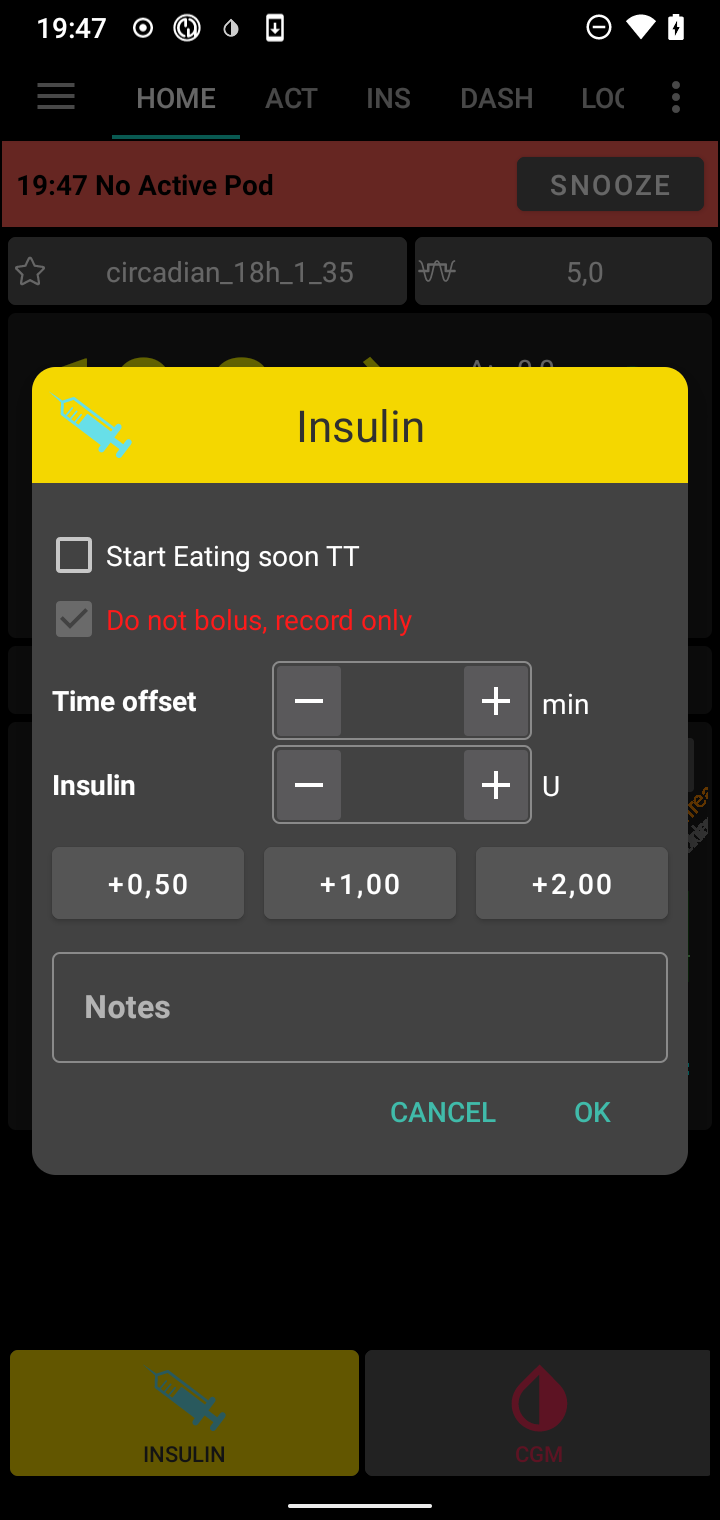 19:47
HOME ACT INS DASH LOC
19:47 No Active Pod SNOOZE
circadian_18h_1_35 5,0
Insulin
Start Eating soon TT
Do not bolus, record only
Time offset min
Insulin U
+0,50 +1,00 +2,00
Notes
CANCEL OK
INSULIN CGM